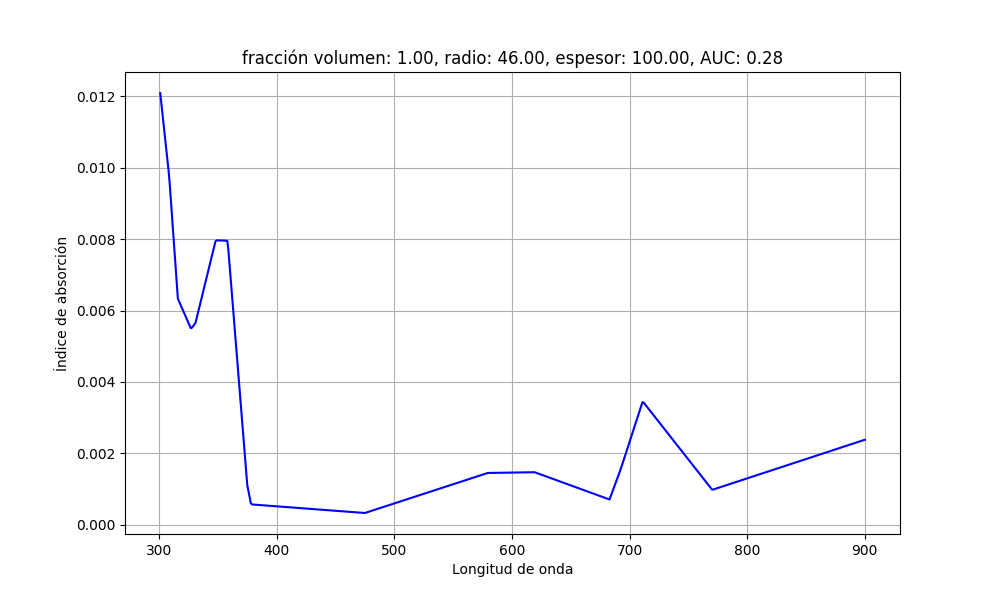 fracción volumen: 1.00, radio: 46.00, espesor: 100.00, AUC: 0.28
0.012
0.010
0.008
0.006
0.004
0.002
0.000
Índice de absorción
300 400 500 600 700 800 900
Longitud de onda